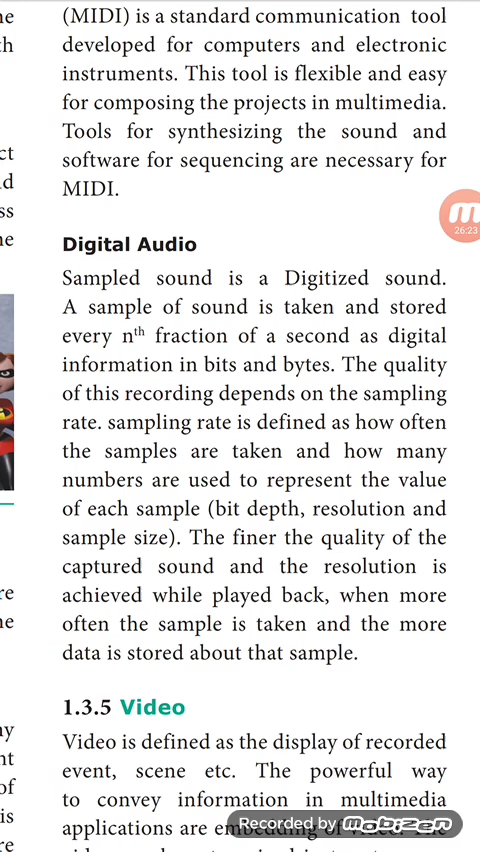 (MIDI) is a standard communication tool
developed for computers and electronic
instruments. This tool is flexible and easy
for composing the projects in multimedia.
Tools for synthesizing the sound and
software for sequencing are necessary for
MIDI.
26:23
Digital Audio
Sampled sound is a Digitized sound.
A sample of sound is taken and stored
every nth fraction of a second as digital
information in bits and bytes. The quality
of this recording depends on the sampling
rate. sampling rate is defined as how often
the samples are taken and how many
numbers are used to represent the value
of each sample (bit depth, resolution and
sample size). The finer the quality of the
captured sound and the resolution is
achieved while played back, when more
often the sample is taken and the more
data is stored about that sample.
1.3.5 Video
Video is defined as the display of recorded
event, scene etc. The powerful way
to convey information in multimedia
applications are embedding of video. The
Recorded by mobizen